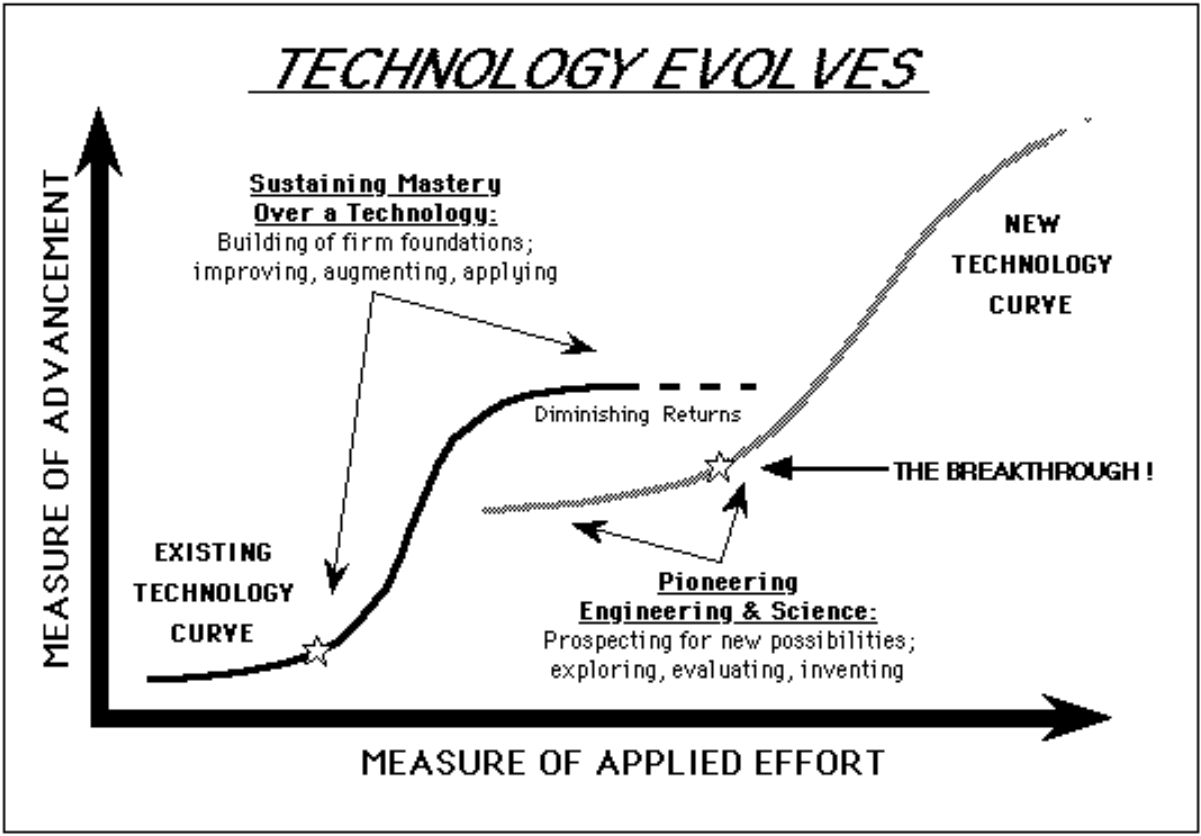 TECHNOLOGY EVOLVES
MEASURE OF ADVANCEMENT
Sustaining Mastery
Over a Technology:
Building of firm foundations;
improving, augmenting, applying
NEW
TECHNOLOGY
CURVE
Diminishing Returns
THE BREAKTHROUGH !
EXISTING
TECHNOLOGY
CURVE
Pioneering
Engineering & Science:
Prospecting for new possibilities;
exploring, evaluating, inventing
MEASURE OF APPLIED EFFORT